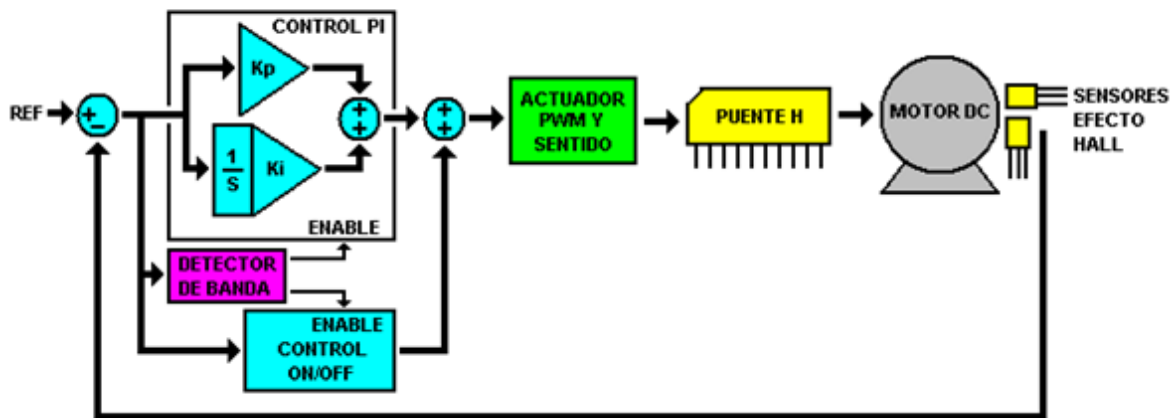 CONTROL PI
Kp
REF
+
−
+
+
+
+
ACTUADOR
PWM Y
SENTIDO
PUENTE H
MOTOR DC
SENSORES
EFECTO
HALL
1
S
Ki
ENABLE
DETECTOR
DE BANDA
ENABLE
CONTROL
ON/OFF